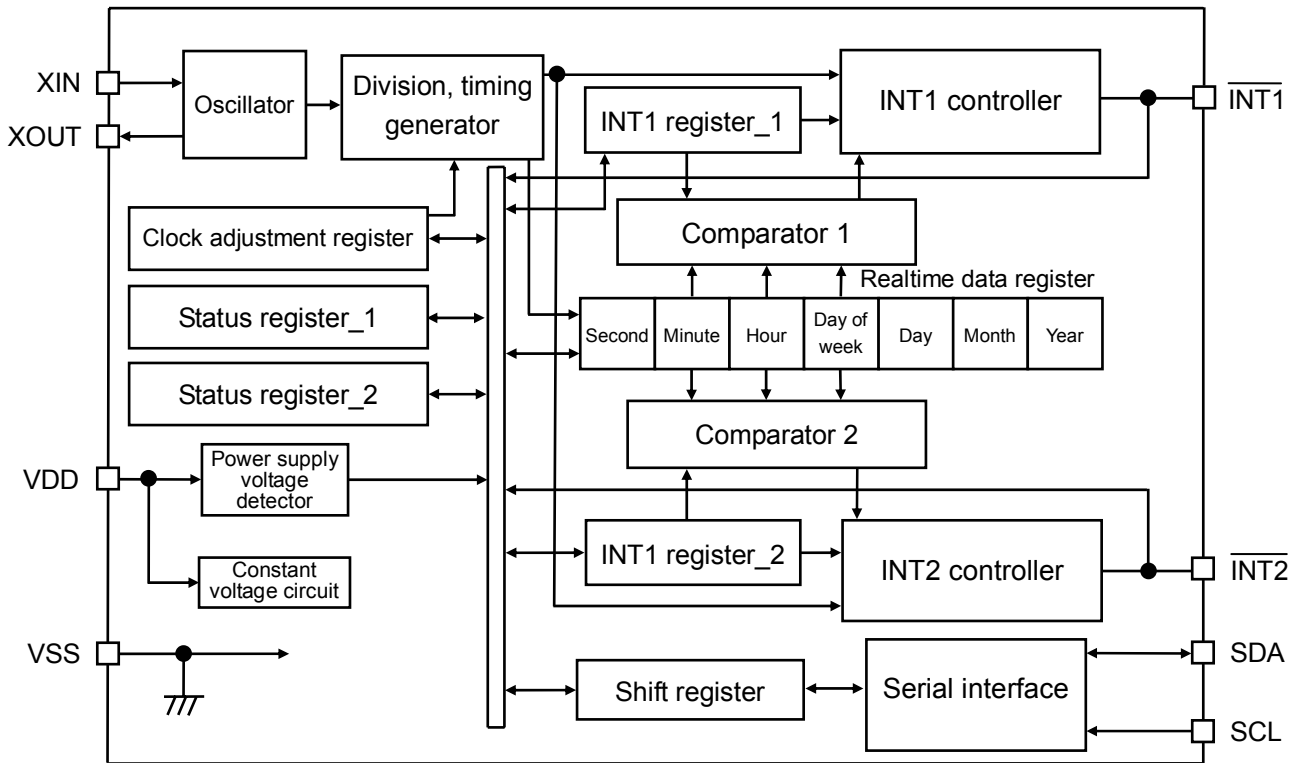 XIN
XOUT
Oscillator
Division, timing
generator
INT1 register_1
INT1 controller
INT1
Clock adjustment register
Comparator 1
Realtime data register
Status register_1
Second
Minute
Hour
Day of
week
Day
Month
Year
Status register_2
Comparator 2
VDD
Power supply
voltage
detector
INT1 register_2
INT2 controller
INT2
Constant
voltage circuit
VSS
Shift register
Serial interface
SDA
SCL